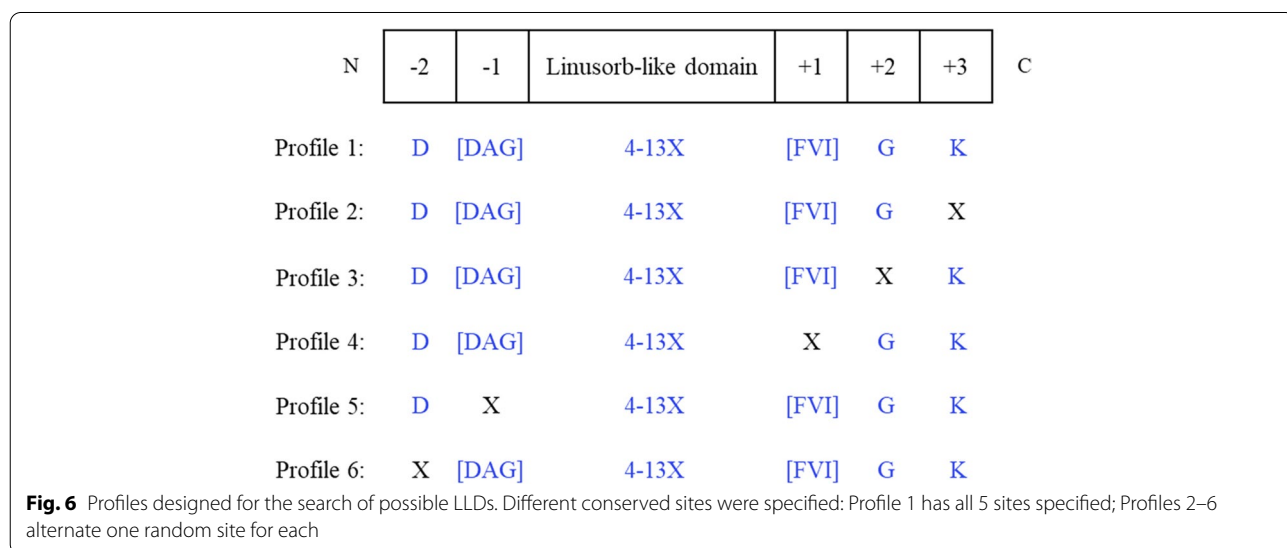 N -2 -1 Linusorb-like domain +1 +2 +3 C
Profile 1: D [DAG] 4-13X [FVI] G K
Profile 2: D [DAG] 4-13X [FVI] G X
Profile 3: D [DAG] 4-13X [FVI] X K
Profile 4: D [DAG] 4-13X X G K
Profile 5: D X 4-13X [FVI] G K
Profile 6: X [DAG] 4-13X [FVI] G K
Fig. 6 Profiles designed for the search of possible LLDs. Different conserved sites were specified: Profile 1 has all 5 sites specified; Profiles 2–6
alternate one random site for each